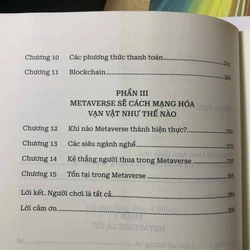 Chương 10 Các phương thức thanh toán
Chương 11 Blockchain
PHẦN III
METAVERSE SẼ CÁCH MẠNG HÓA
VẠN VẬT NHƯ THẾ NÀO
Chương 12 Khi nào Metaverse thành hiện thực?
Chương 13 Các siêu ngành nghề
Chương 14 Kẻ thắng người thua trong Metaverse
Chương 15 Tồn tại trong Metaverse
Lời kết. Người chơi là tất cả
Lời cảm ơn